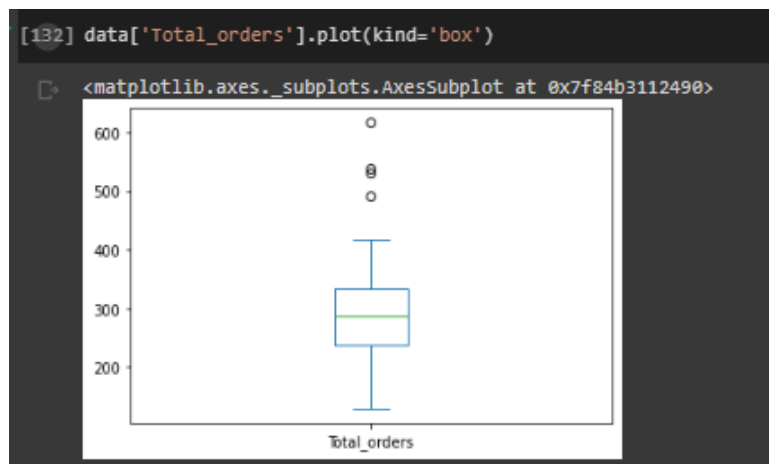 [132] data['Total_orders'].plot(kind='box')
<matplotlib.axes._subplots.AxesSubplot at 0x7f84b3112490>
600
500
400
300
200
Total_orders